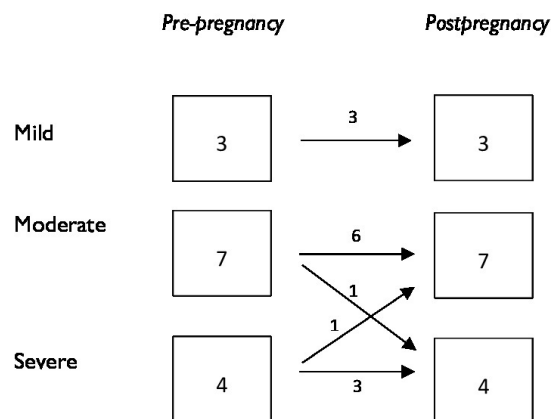 Pre-pregnancy Postpregnancy
3
Mild 3 3
Moderate
6
7 7
1
1
Severe
4 3 4